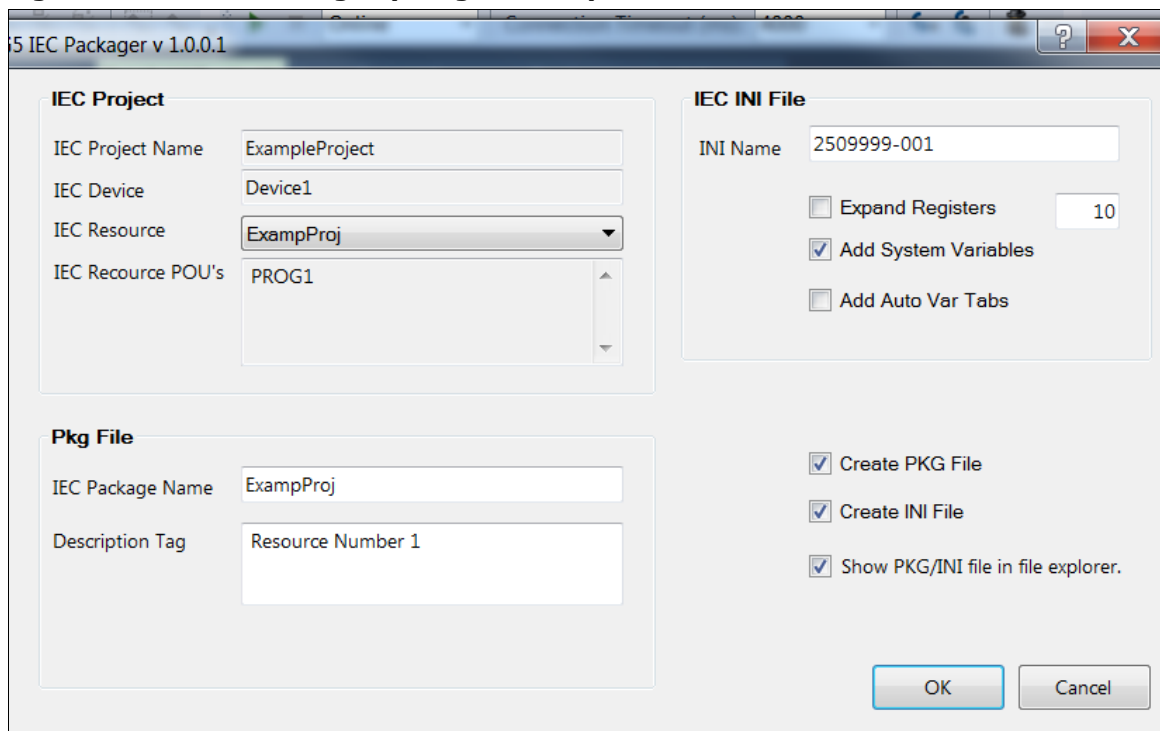 IEC Packager v 1.0.0.1
IEC Project
IEC Project Name ExampleProject
IEC Device Device1
IEC Resource ExampProj
IEC Recource POU's PROG1
Pkg File
IEC Package Name ExampProj
Description Tag Resource Number 1
IEC INI File
INI Name 2509999-001
Expand Registers 10
Add System Variables
Add Auto Var Tabs
Create PKG File
Create INI File
Show PKG/INI file in file explorer.
OK Cancel